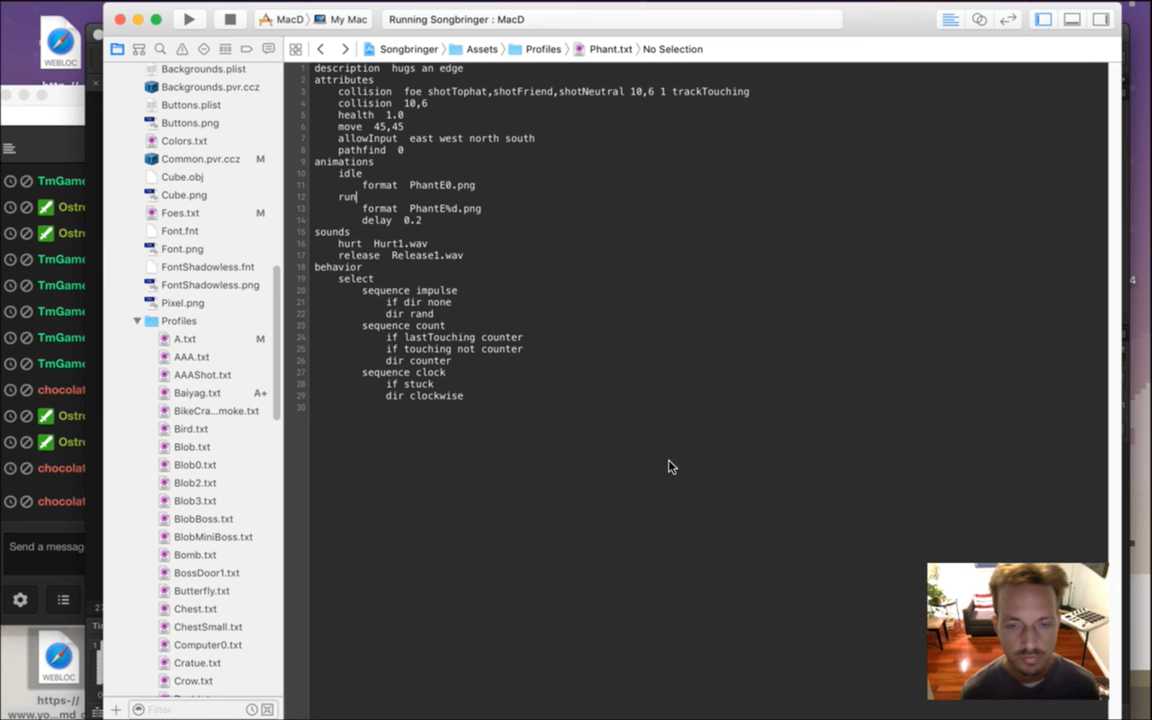 WEBLOC
http-//
MacD
My Mac
Running Songbringer : MacD
Songbringer
Assets
Profiles
Phant.txt
No Selection
Backgrounds.plist
Backgrounds.pvr.ccz
Buttons.plist
Buttons.png
Colors.txt
Common.pvr.ccz M
Cube.obj
Cube.png
Foes.txt M
Font.fnt
Font.png
FontShadowless.fnt
FontShadowless.png
Pixel.png
Profiles
A.txt M
AAA.txt
AAAShot.txt
Baiyag.txt A+
BikeCra...moke.txt
Bird.txt
Blob.txt
Blob0.txt
Blob2.txt
Blob3.txt
BlobBoss.txt
BlobMiniBoss.txt
Bomb.txt
BossDoor1.txt
Butterfly.txt
Chest.txt
ChestSmall.txt
Computer0.txt
Cratue.txt
Crow.txt
Filter
1 description hugs an edge
2 attributes
3 collision foe shotTophat,shotFriend,shotNeutral 10,6 1 trackTouching
4 collision 10,6
5 health 1.0
6 move 45,45
7 allowInput east west north south
8 pathfind 0
9 animations
10 idle
11 format PhantE0.png
12 run
13 format PhantE%d.png
14 delay 0.2
15 sounds
16 hurt Hurt1.wav
17 release Release1.wav
18 behavior
19 select
20 sequence impulse
21 if dir none
22 dir rand
23 sequence count
24 if lastTouching counter
25 if touching not counter
26 dir counter
27 sequence clock
28 if stuck
29 dir clockwise
30
TmGame
Ostro
Ostro
TmGame
TmGame
TmGame
TmGame
TmGame
chocolat
Ostro
Ostro
chocolat
chocolat
Send a messag
WEBLOC
https-//